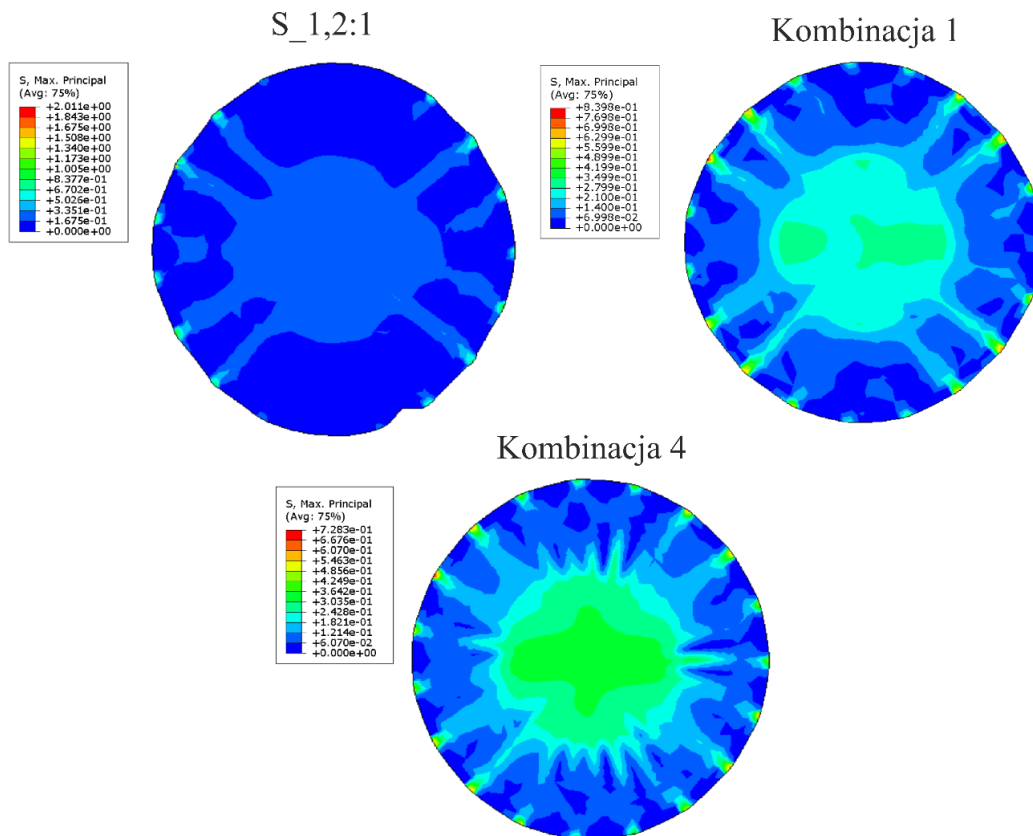 S_1,2:1
S, Max. Principal
(Avg: 75%)
+2.011e+00
+1.843e+00
+1.675e+00
+1.508e+00
+1.340e+00
+1.173e+00
+1.005e+00
+8.377e-01
+6.702e-01
+5.026e-01
+3.351e-01
+1.675e-01
+0.000e+00
Kombinacja 1
S, Max. Principal
(Avg: 75%)
+8.398e-01
+7.698e-01
+6.998e-01
+6.299e-01
+5.599e-01
+4.899e-01
+4.199e-01
+3.499e-01
+2.799e-01
+2.100e-01
+1.400e-01
+6.998e-02
+0.000e+00
Kombinacja 4
S, Max. Principal
(Avg: 75%)
+7.283e-01
+6.676e-01
+6.070e-01
+5.463e-01
+4.856e-01
+4.249e-01
+3.642e-01
+3.035e-01
+2.428e-01
+1.821e-01
+1.214e-01
+6.070e-02
+0.000e+00